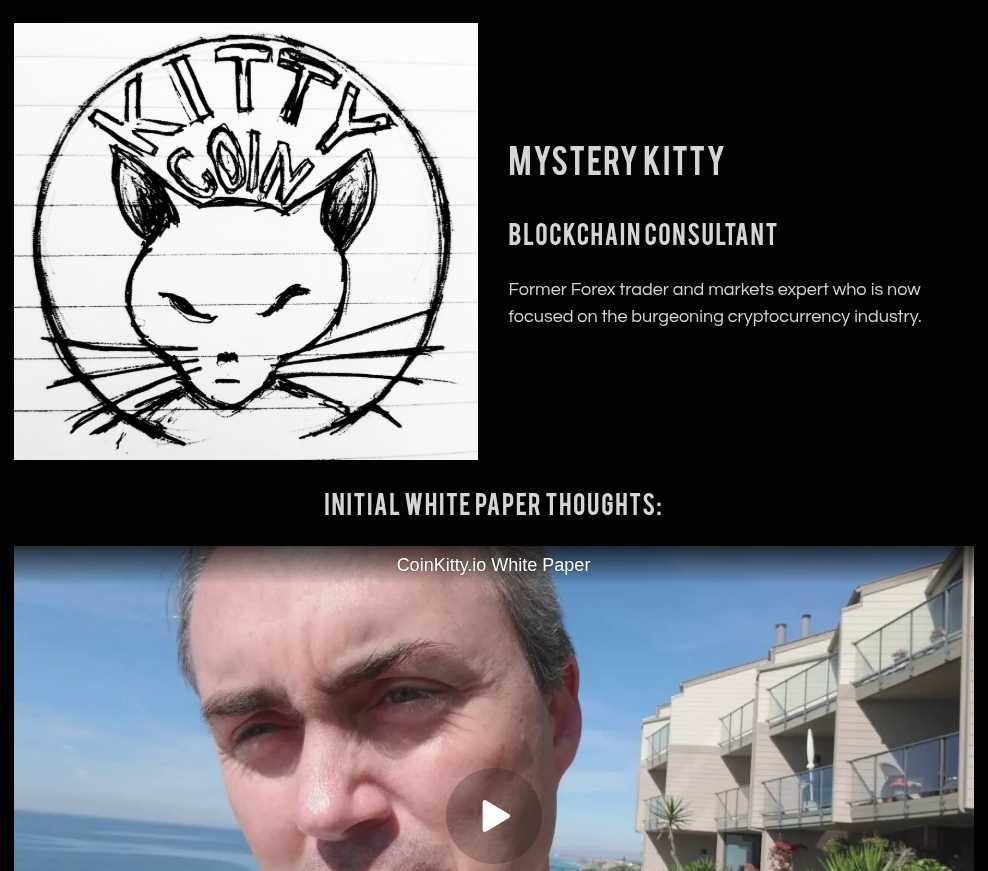 KITTY
COIN
MYSTERY KITTY
BLOCKCHAIN CONSULTANT
Former Forex trader and markets expert who is now
focused on the burgeoning cryptocurrency industry.
INITIAL WHITE PAPER THOUGHTS:
CoinKitty.io White Paper